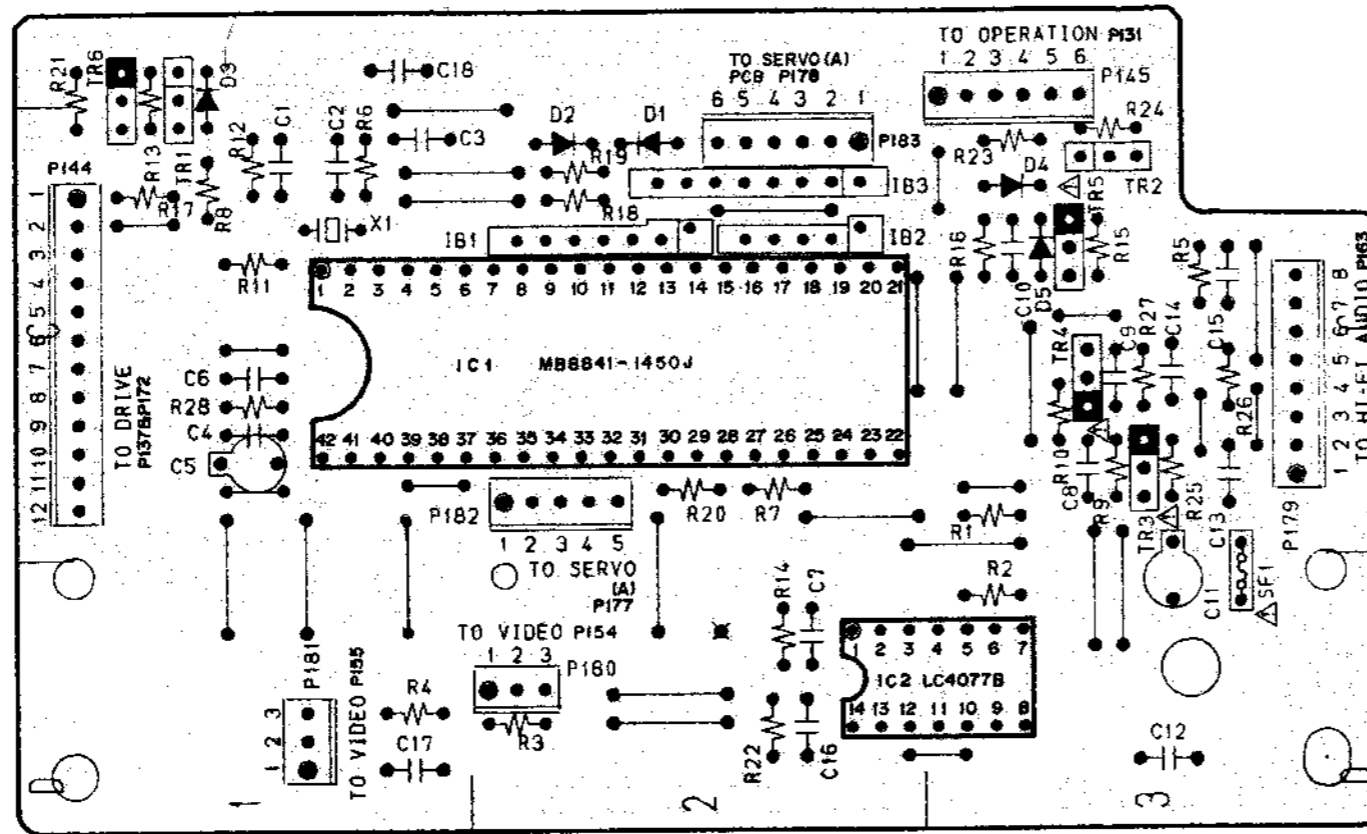 TO OPERATION P131
1 2 3 4 5 6
P145
TO SERVO(A)
PCB P178
6 5 4 3 2 1
P183
R21
TR6
D3
C18
R24
C1
C2
R6
C3
D2
D1
R12
R13
TR1
R19
R23
D4
TR2
P144
R17
R8
R18
IB3
TR5
X1
IB1
IB2
R16
R15
R5
TO HI-FI AUDIO P163
R11
1 2 3 4 5 6 7 8 9 10 11 12 13 14 15 16 17 18 19 20 21
C10
D5
1
2
3
4
5
6
7
8
9
10
11
12
TO DRIVE
P137&P172
IC1 MB8841-1450J
TR4
C9
R27
C14
C15
8
7
6
5
4
3
2
1
C6
R28
C4
C5
R26
42 41 40 39 38 37 36 35 34 33 32 31 30 29 28 27 26 25 24 23 22
R10
C8
R9
TR3
R25
C13
P179
P182
1 2 3 4 5
TO SERVO
(A)
P177
R20
R7
R1
R2
C11
SF1
R14
C7
TO VIDEO P154
1 2 3
P180
1 2 3 4 5 6 7
IC2 LC4077B
14 13 12 11 10 9 8
P181
TO VIDEO P155
3
2
1
R4
R3
C17
R22
C16
C12
1
2
3